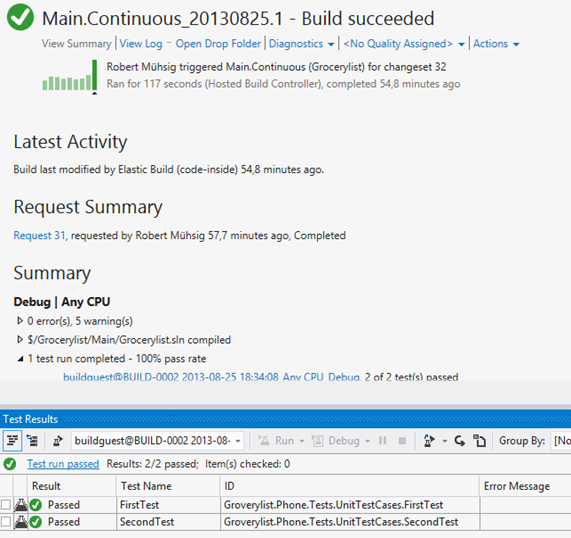 Main.Continuous_20130825.1 - Build succeeded
View Summary | View Log - Open Drop Folder | Diagnostics | <No Quality Assigned> | Actions
Robert Mühsig triggered Main.Continuous (Grocerylist) for changeset 32
Ran for 117 seconds (Hosted Build Controller), completed 54,8 minutes ago
Latest Activity
Build last modified by Elastic Build (code-inside) 54,8 minutes ago.
Request Summary
Request 31, requested by Robert Mühsig 57,7 minutes ago, Completed
Summary
Debug | Any CPU
0 error(s), 5 warning(s)
$/Grocerylist/Main/Grocerylist.sln compiled
1 test run completed - 100% pass rate
buildguest@BUILD-0002 2013-08-25 18:34:08_Any CPU_Debug, 2 of 2 test(s) passed
Test Results
buildguest@BUILD-0002 2013-08- Run Debug Group By: [No
Test run passed Results: 2/2 passed; Item(s) checked: 0
Result Test Name ID Error Message
Passed FirstTest Groverylist.Phone.Tests.UnitTestCases.FirstTest
Passed SecondTest Groverylist.Phone.Tests.UnitTestCases.SecondTest